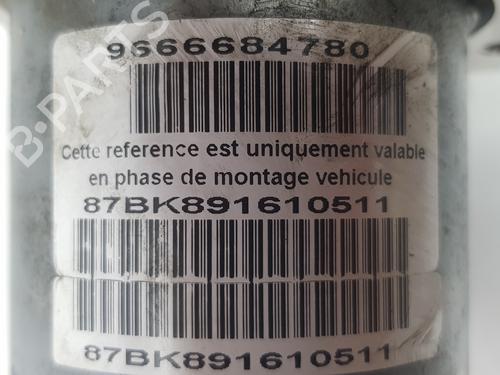 9666684780
Cette reference est uniquement valable
en phase de montage vehicule
87BK891610511
87BK891610511
B-PARTS